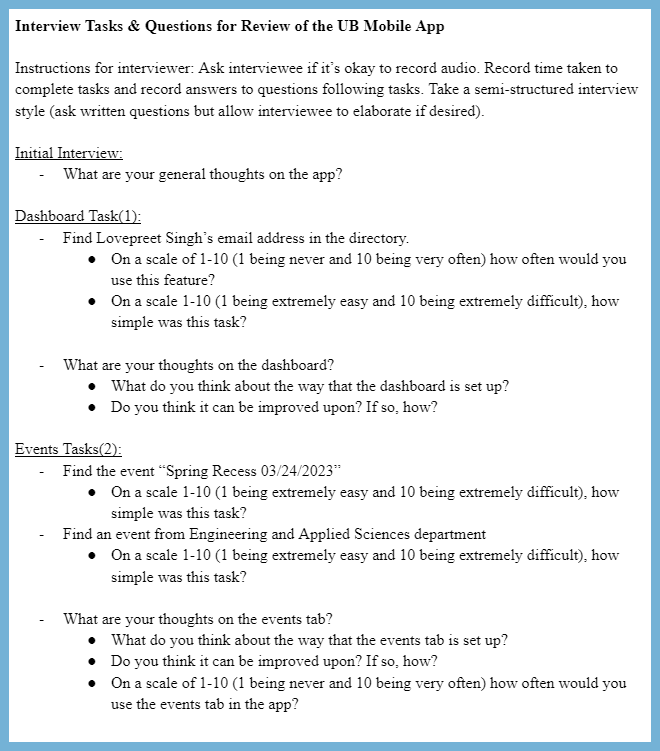 Interview Tasks & Questions for Review of the UB Mobile App
Instructions for interviewer: Ask interviewee if it’s okay to record audio. Record time taken to
complete tasks and record answers to questions following tasks. Take a semi-structured interview
style (ask written questions but allow interviewee to elaborate if desired).
Initial Interview:
- What are your general thoughts on the app?
Dashboard Task(1):
- Find Lovepreet Singh’s email address in the directory.
● On a scale of 1-10 (1 being never and 10 being very often) how often would you
use this feature?
● On a scale 1-10 (1 being extremely easy and 10 being extremely difficult), how
simple was this task?
- What are your thoughts on the dashboard?
● What do you think about the way that the dashboard is set up?
● Do you think it can be improved upon? If so, how?
Events Tasks(2):
- Find the event “Spring Recess 03/24/2023”
● On a scale 1-10 (1 being extremely easy and 10 being extremely difficult), how
simple was this task?
- Find an event from Engineering and Applied Sciences department
● On a scale 1-10 (1 being extremely easy and 10 being extremely difficult), how
simple was this task?
- What are your thoughts on the events tab?
● What do you think about the way that the events tab is set up?
● Do you think it can be improved upon? If so, how?
● On a scale of 1-10 (1 being never and 10 being very often) how often would you
use the events tab in the app?